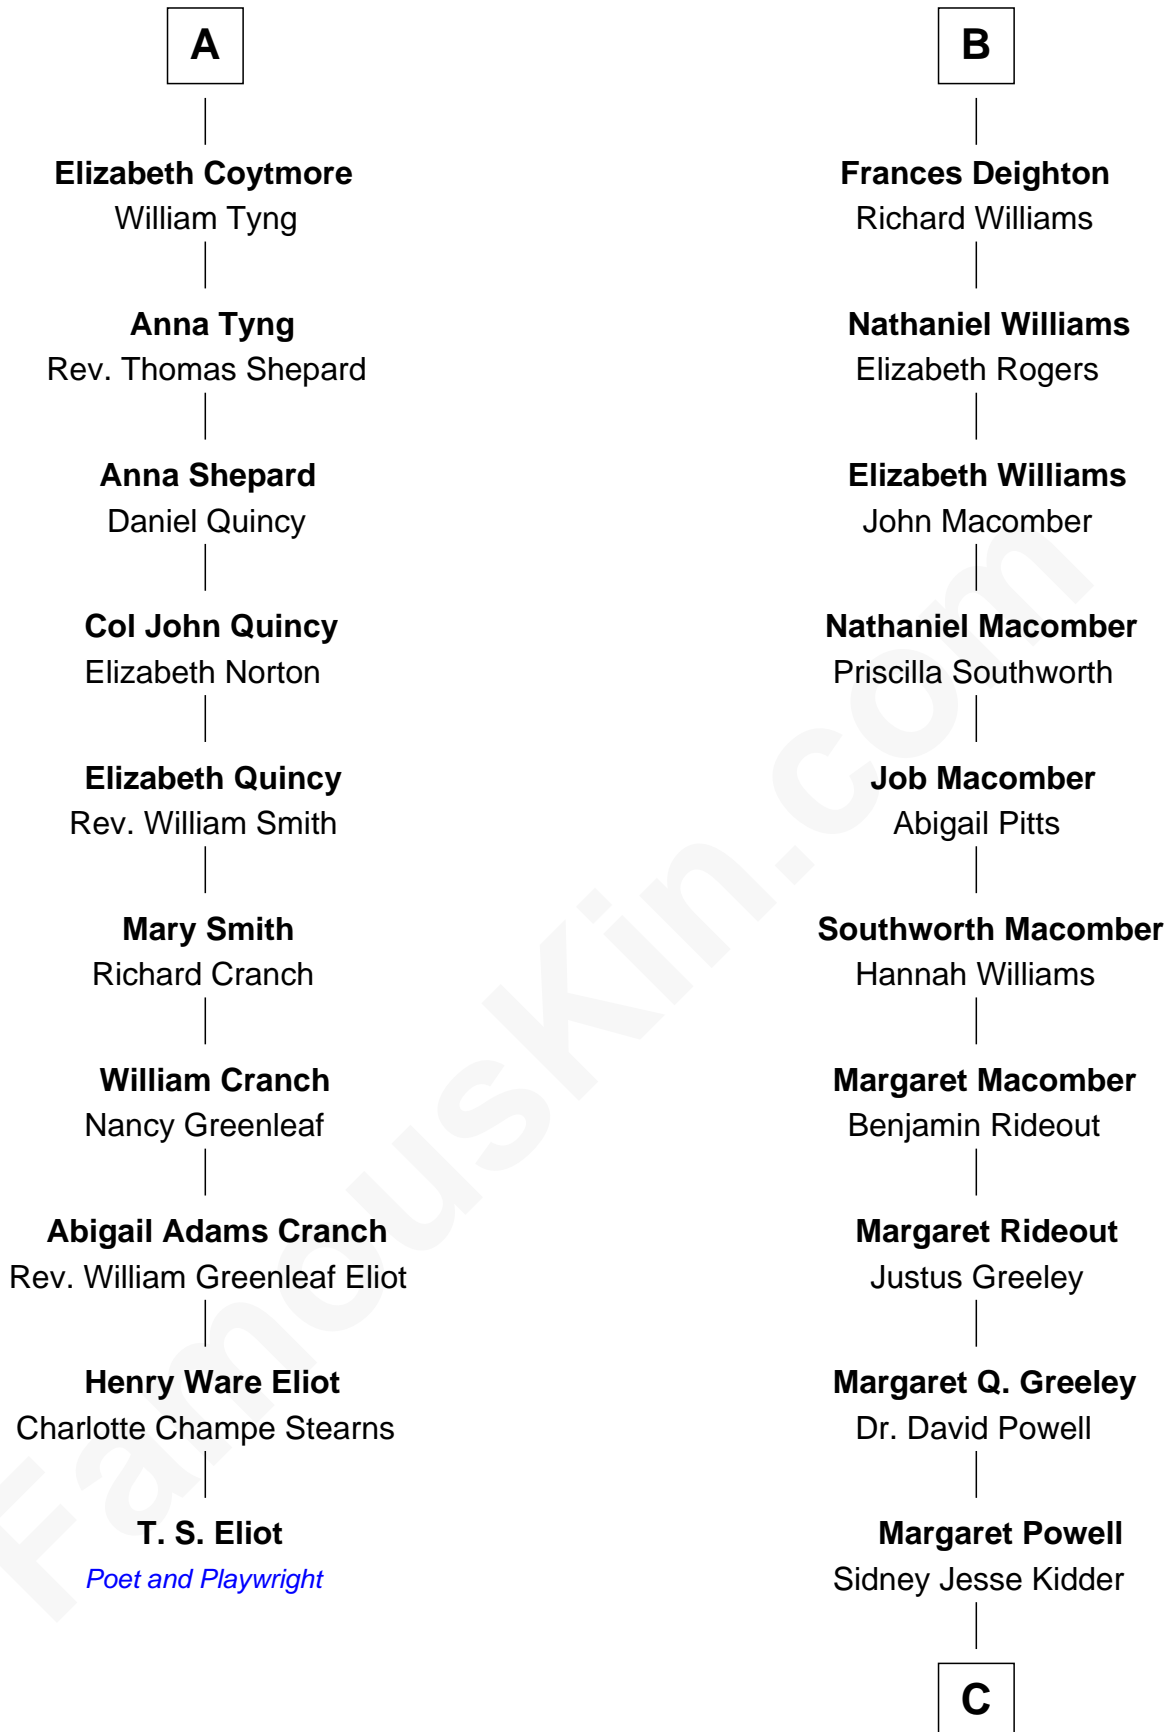 A
Elizabeth Coytmore
William Tyng
Anna Tyng
Rev. Thomas Shepard
Anna Shepard
Daniel Quincy
Col John Quincy
Elizabeth Norton
Elizabeth Quincy
Rev. William Smith
Mary Smith
Richard Cranch
William Cranch
Nancy Greenleaf
Abigail Adams Cranch
Rev. William Greenleaf Eliot
Henry Ware Eliot
Charlotte Champe Stearns
T. S. Eliot
Poet and Playwright
B
Frances Deighton
Richard Williams
Nathaniel Williams
Elizabeth Rogers
Elizabeth Williams
John Macomber
Nathaniel Macomber
Priscilla Southworth
Job Macomber
Abigail Pitts
Southworth Macomber
Hannah Williams
Margaret Macomber
Benjamin Rideout
Margaret Rideout
Justus Greeley
Margaret Q. Greeley
Dr. David Powell
Margaret Powell
Sidney Jesse Kidder
C
FamousKin.com